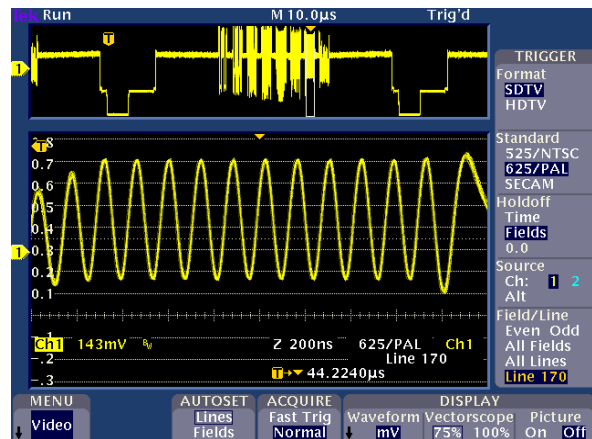 Tek Run M 10.0µs Trig'd
T
1
TRIGGER
Format
SDTV
HDTV
Standard
525/NTSC
625/PAL
SECAM
Holdoff
Time
Fields
0.0
Source
Ch: 1 2
Alt
Field/Line
Even Odd
All Fields
All Lines
Line 170
T
0.7
0.6
0.5
0.4
1
0.3
0.2
0.1
Ch1 143mV BW Z 200ns 625/PAL Ch1
Line 170
-.2
T 44.2240µs
-.3
MENU AUTOSET ACQUIRE DISPLAY
Video Lines Fast Trig Waveform Vectorscope Picture
Fields Normal mV 75% 100% On Off